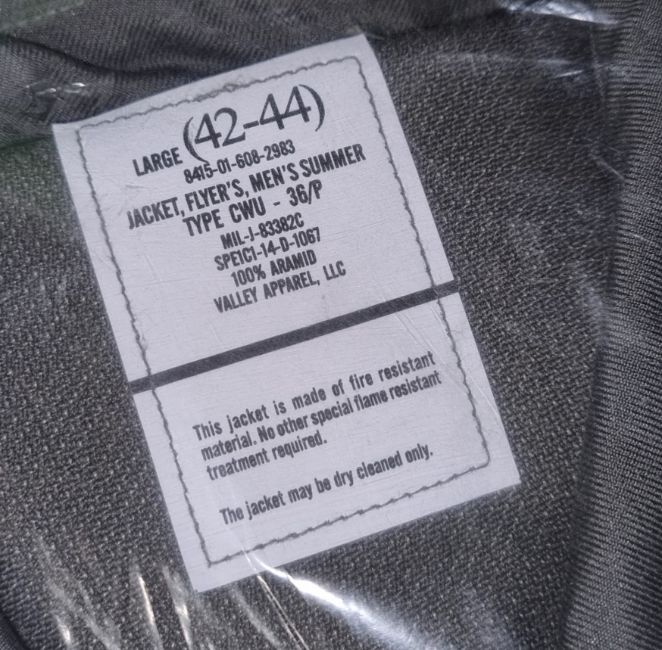 LARGE (42-44)
8415-01-608-2983
JACKET, FLYER'S, MEN'S SUMMER
TYPE CWU - 36/P
MIL-J-83382C
SPE1C1-14-D-1067
100% ARAMID
VALLEY APPAREL, LLC
This jacket is made of fire resistant
material. No other special flame resistant
treatment required.
The jacket may be dry cleaned only.